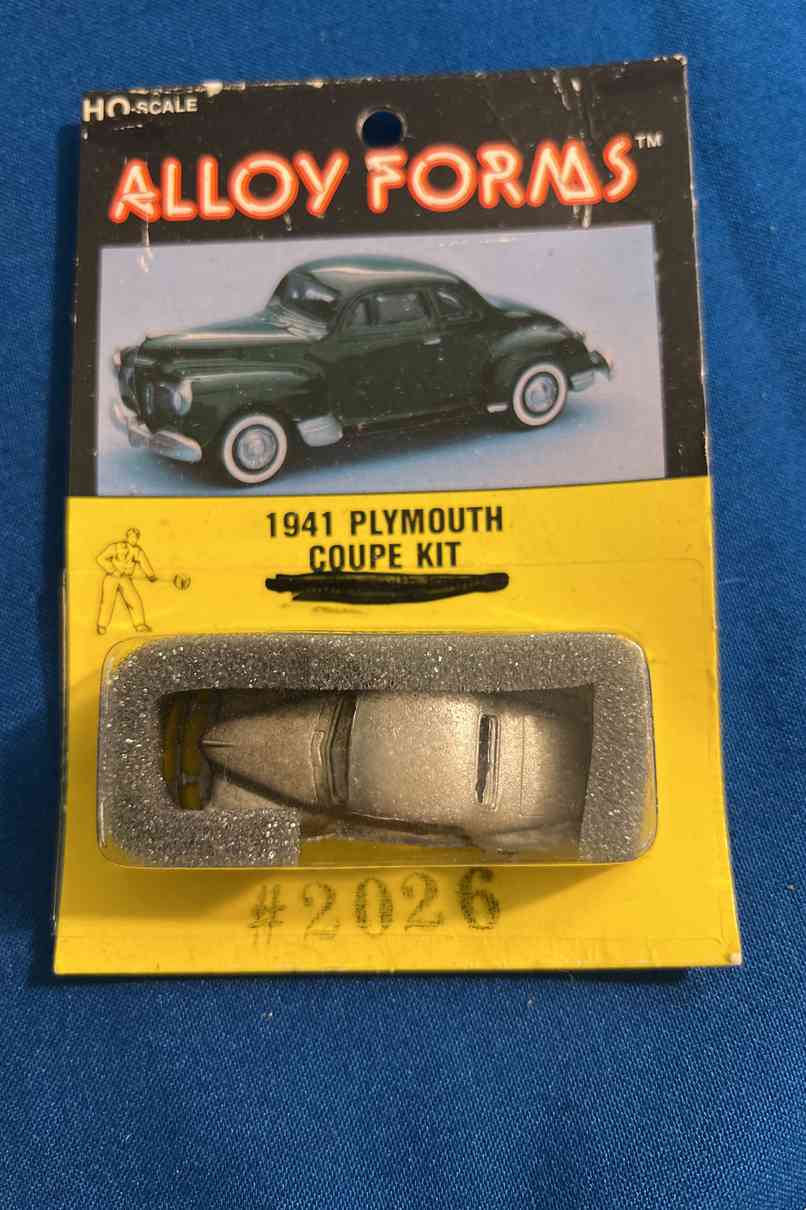 HO-SCALE
ALLOY FORMS™
1941 PLYMOUTH
COUPE KIT
#2026